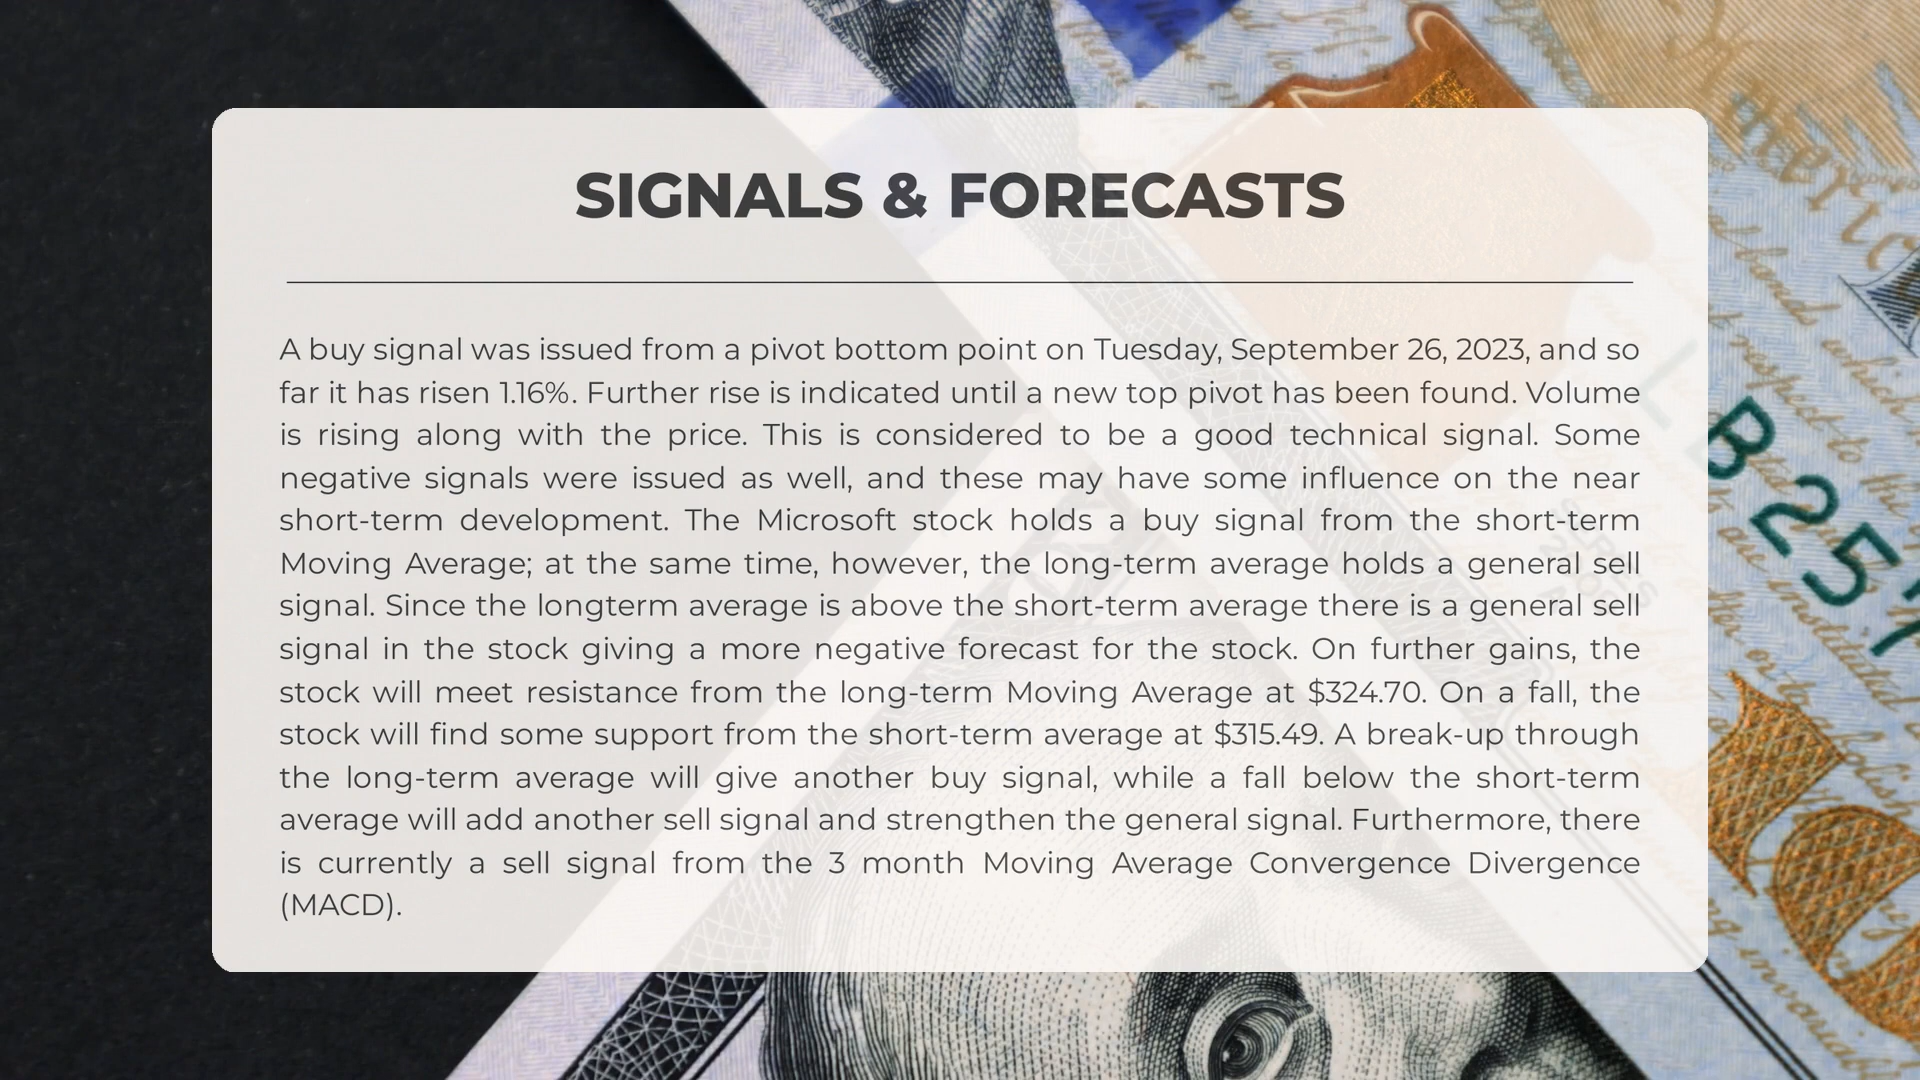 SIGNALS & FORECASTS
A buy signal was issued from a pivot bottom point on Tuesday, September 26, 2023, and so
far it has risen 1.16%. Further rise is indicated until a new top pivot has been found. Volume
is rising along with the price. This is considered to be a good technical signal. Some
negative signals were issued as well, and these may have some influence on the near
short-term development. The Microsoft stock holds a buy signal from the short-term
Moving Average; at the same time, however, the long-term average holds a general sell
signal. Since the longterm average is above the short-term average there is a general sell
signal in the stock giving a more negative forecast for the stock. On further gains, the
stock will meet resistance from the long-term Moving Average at $324.70. On a fall, the
stock will find some support from the short-term average at $315.49. A break-up through
the long-term average will give another buy signal, while a fall below the short-term
average will add another sell signal and strengthen the general signal. Furthermore, there
is currently a sell signal from the 3 month Moving Average Convergence Divergence
(MACD).
LB257